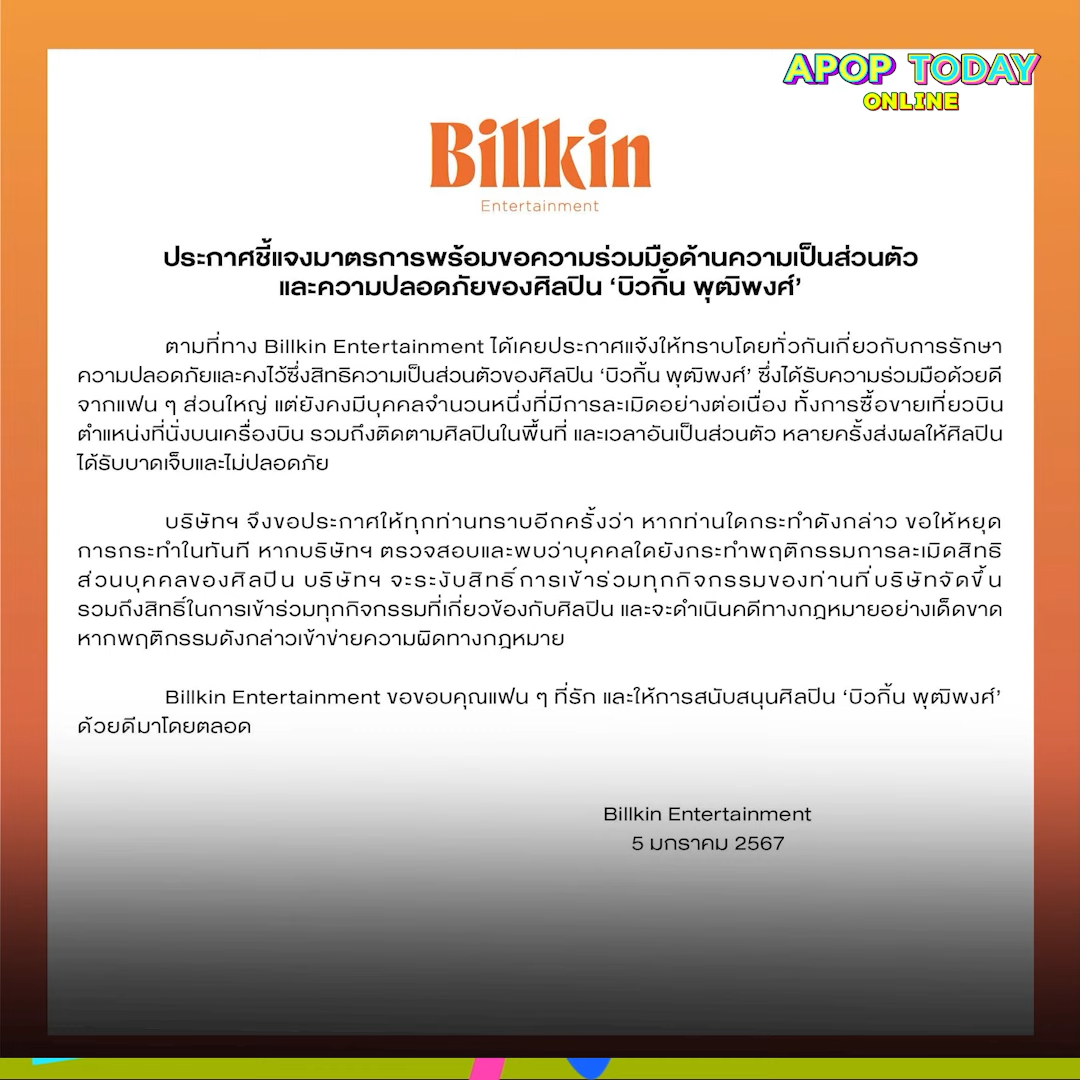 APOP TODAY
ONLINE
Billkin
Entertainment
ประกาศชี้แจงมาตรการพร้อมขอความร่วมมือด้านความเป็นส่วนตัว
และความปลอดภัยของศิลปิน ‘บิวกิ้น พุฒิพงศ์’
ตามที่ทาง Billkin Entertainment ได้เคยประกาศแจ้งให้ทราบโดยทั่วกันเกี่ยวกับการรักษา
ความปลอดภัยและคงไว้ซึ่งสิทธิความเป็นส่วนตัวของศิลปิน ‘บิวกิ้น พุฒิพงศ์’ ซึ่งได้รับความร่วมมือด้วยดี
จากแฟน ๆ ส่วนใหญ่ แต่ยังคงมีบุคคลจำนวนหนึ่งที่มีการละเมิดอย่างต่อเนื่อง ทั้งการซื้อขายเที่ยวบิน
ตำแหน่งที่นั่งบนเครื่องบิน รวมถึงติดตามศิลปินในพื้นที่ และเวลาอันเป็นส่วนตัว หลายครั้งส่งผลให้ศิลปิน
ได้รับบาดเจ็บและไม่ปลอดภัย
บริษัทฯ จึงขอประกาศให้ทุกท่านทราบอีกครั้งว่า หากท่านใดกระทำดังกล่าว ขอให้หยุด
การกระทำในทันที หากบริษัทฯ ตรวจสอบและพบว่าบุคคลใดยังกระทำพฤติกรรมการละเมิดสิทธิ
ส่วนบุคคลของศิลปิน บริษัทฯ จะระงับสิทธิ์การเข้าร่วมทุกกิจกรรมของท่านที่บริษัทจัดขึ้น
รวมถึงสิทธิ์ในการเข้าร่วมทุกกิจกรรมที่เกี่ยวข้องกับศิลปิน และจะดำเนินคดีทางกฎหมายอย่างเด็ดขาด
หากพฤติกรรมดังกล่าวเข้าข่ายความผิดทางกฎหมาย
Billkin Entertainment ขอขอบคุณแฟน ๆ ที่รัก และให้การสนับสนุนศิลปิน ‘บิวกิ้น พุฒิพงศ์’
ด้วยดีมาโดยตลอด
Billkin Entertainment
5 มกราคม 2567